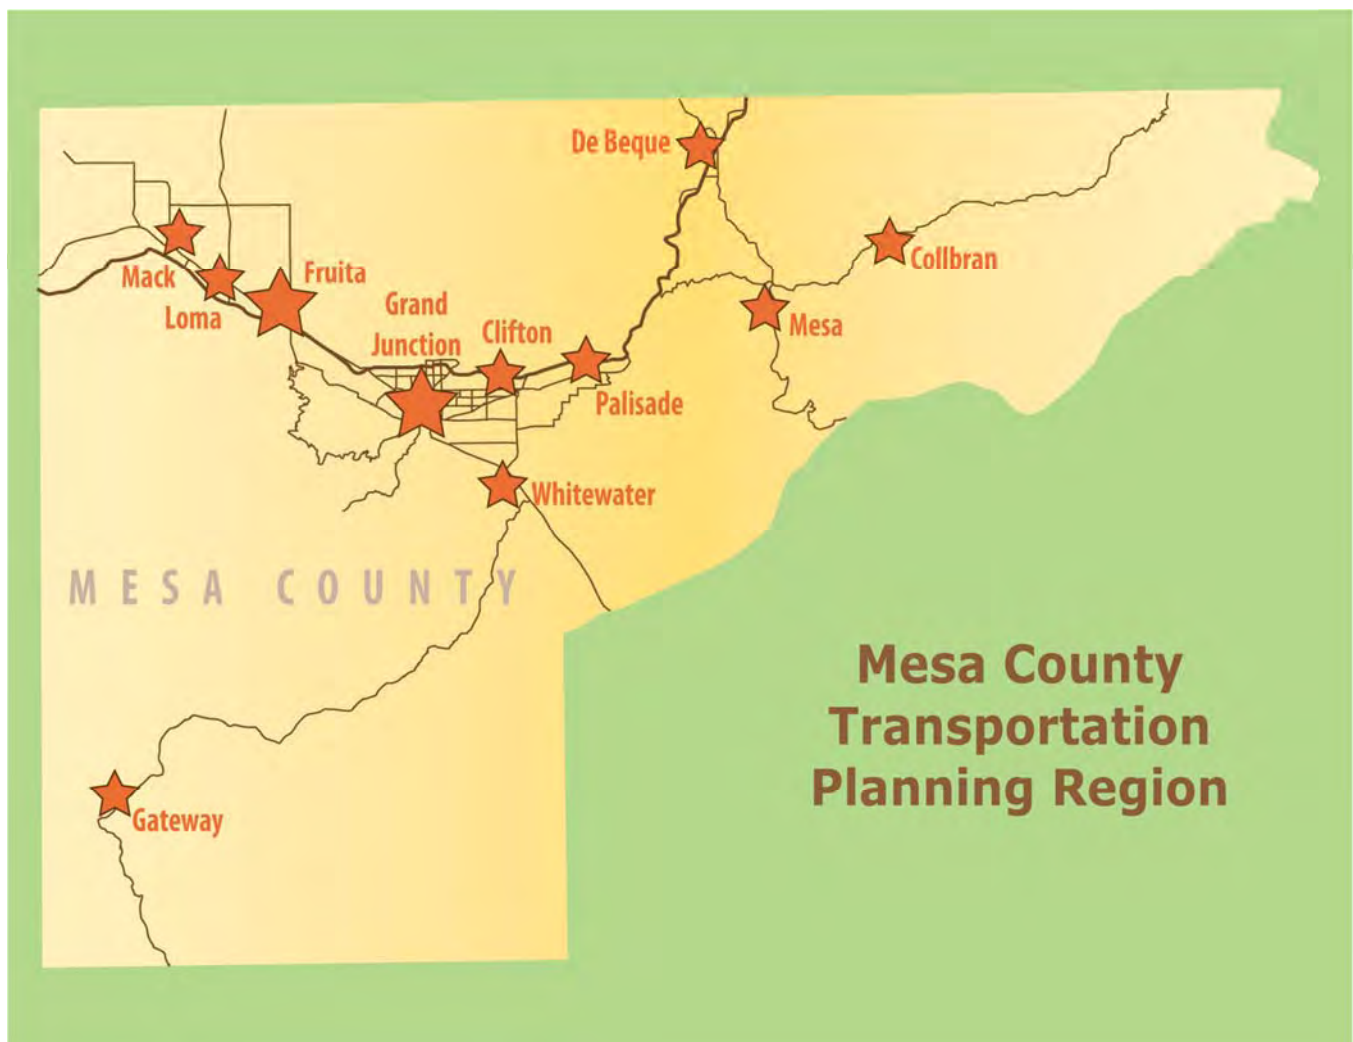 De Beque
Collbran
Mack
Fruita
Loma
Grand
Junction
Clifton
Mesa
Palisade
Whitewater
MESA COUNTY
Gateway
Mesa County
Transportation
Planning Region